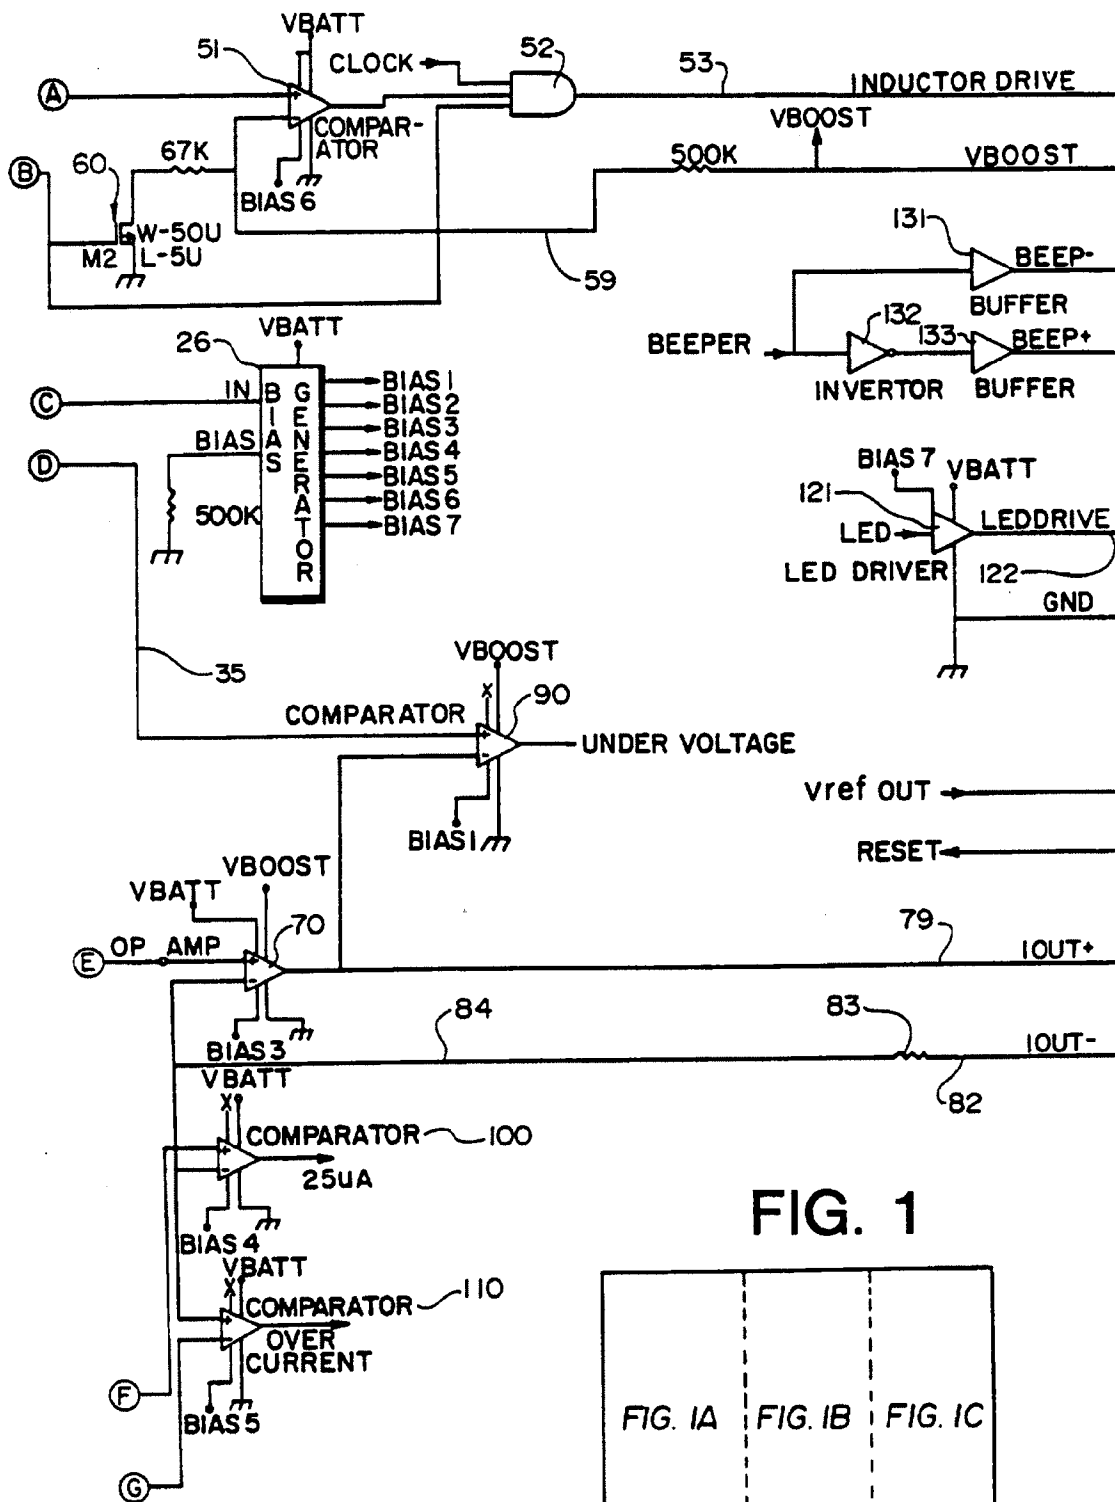 VBATT
51
52
CLOCK
53
INDUCTOR DRIVE
A
COMPAR-
ATOR
VBOOST
67K
500K
VBOOST
60
B
BIAS 6
W-50U
M2
L-5U
59
131
BEEP-
BUFFER
VBATT
26
132
133
BEEP+
BEEPER
INVERTOR
BUFFER
C
IN
BIAS
GENERATOR
BIAS 1
BIAS 2
BIAS 3
BIAS 4
BIAS 5
BIAS 6
BIAS 7
BIAS
D
500K
BIAS 7
VBATT
121
LED
LEDDRIVE
LED DRIVER
122
GND
35
VBOOST
X
90
COMPARATOR
+
-
UNDER VOLTAGE
BIAS 1
vref OUT
RESET
VBOOST
VBATT
70
E
OP AMP
+
-
79
IOUT+
BIAS 3
84
83
IOUT-
82
VBATT
X
COMPARATOR
100
+
-
25uA
BIAS 4
VBATT
X
COMPARATOR
110
+
-
OVER
CURRENT
F
BIAS 5
G
FIG. 1
FIG. 1A
FIG. 1B
FIG. 1C